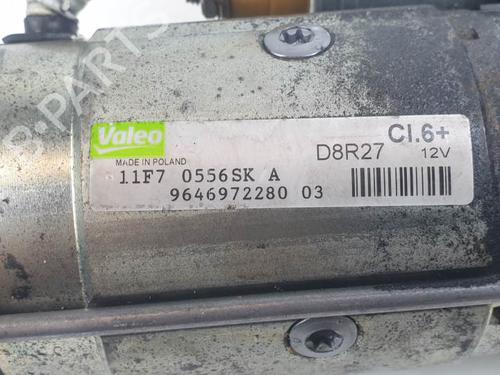 Valeo
MADE IN POLAND
D8R27 Cl.6+
12V
11F7 0556SK A
9646972280 03